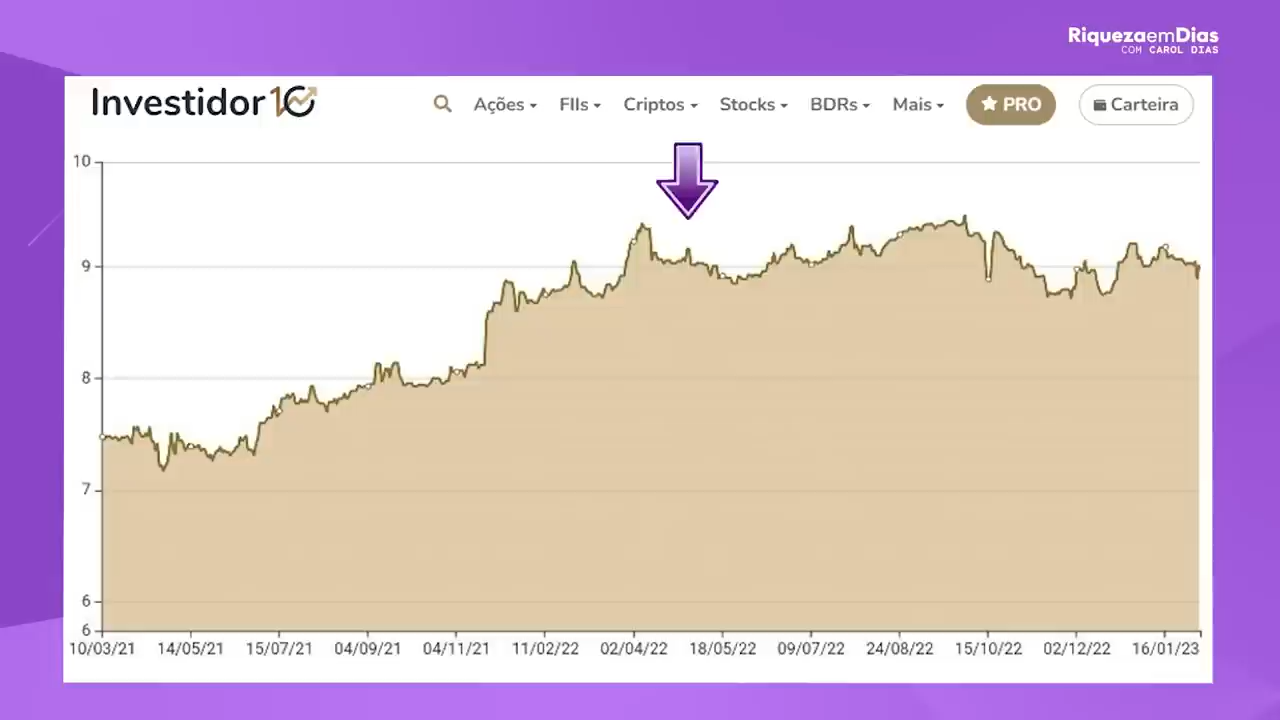 RiquezaemDias
COM CAROL DIAS
Investidor 10
Ações
FIIs
Criptos
Stocks
BDRs
Mais
PRO
Carteira
10
9
8
7
6
6
10/03/21 14/05/21 15/07/21 04/09/21 04/11/21 11/02/22 02/04/22 18/05/22 09/07/22 24/08/22 15/10/22 02/12/22 16/01/23